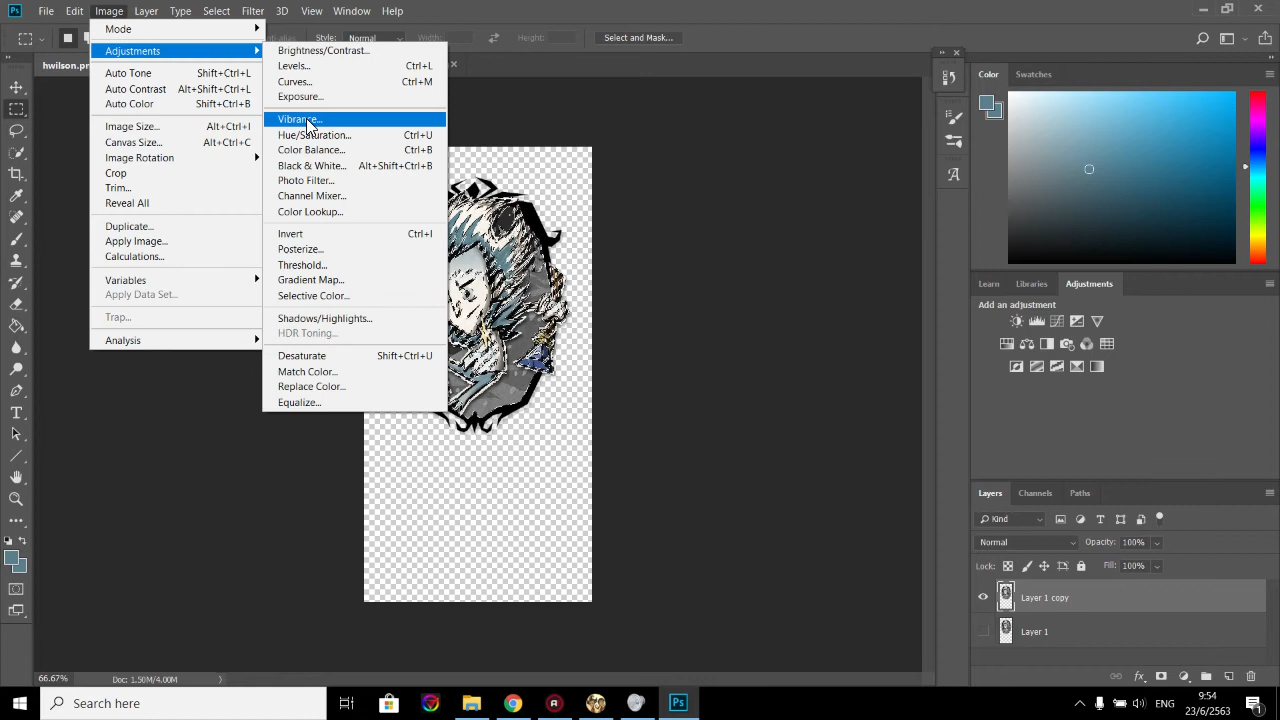 Ps File Edit Image Layer Type Select Filter 3D View Window Help
Style: Normal Width: Height: Select and Mask...
hwilson.p
Mode
Adjustments
Auto Tone Shift+Ctrl+L
Auto Contrast Alt+Shift+Ctrl+L
Auto Color Shift+Ctrl+B
Image Size... Alt+Ctrl+I
Canvas Size... Alt+Ctrl+C
Image Rotation
Crop
Trim...
Reveal All
Duplicate...
Apply Image...
Calculations...
Variables
Apply Data Set...
Trap...
Analysis
Brightness/Contrast...
Levels... Ctrl+L
Curves... Ctrl+M
Exposure...
Vibrance...
Hue/Saturation... Ctrl+U
Color Balance... Ctrl+B
Black & White... Alt+Shift+Ctrl+B
Photo Filter...
Channel Mixer...
Color Lookup...
Invert Ctrl+I
Posterize...
Threshold...
Gradient Map...
Selective Color...
Shadows/Highlights...
HDR Toning...
Desaturate Shift+Ctrl+U
Match Color...
Replace Color...
Equalize...
Color Swatches
Learn Libraries Adjustments
Add an adjustment
Layers Channels Paths
Kind
Normal Opacity: 100%
Lock: Fill: 100%
Layer 1 copy
Layer 1
66.67% Doc: 1.50M/4.00M
Search here
ENG
9:54
23/6/2563